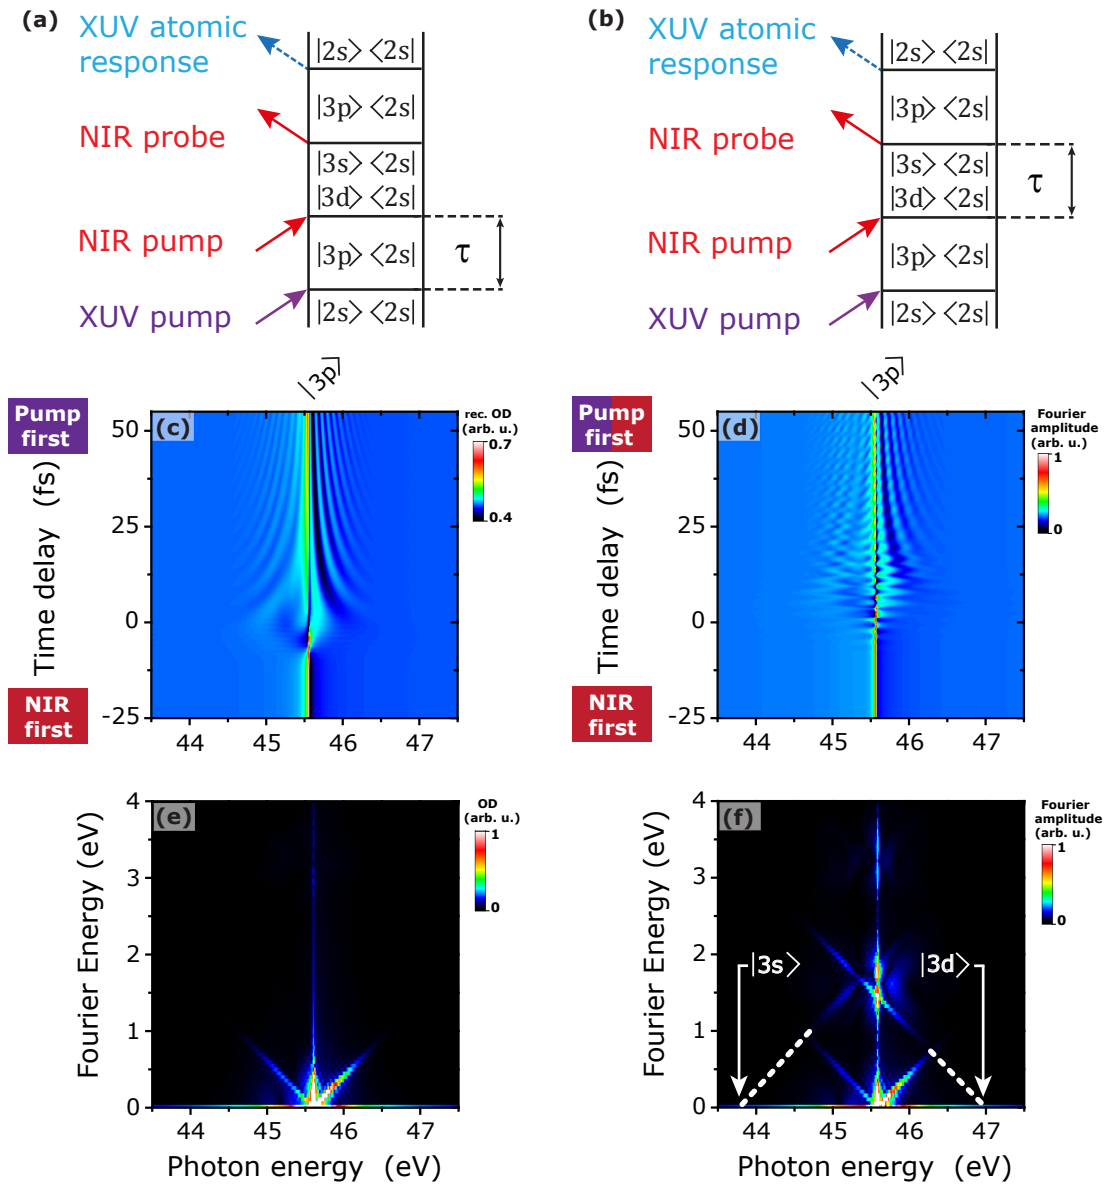 (a)
XUV atomic
response
|2s⟩ ⟨2s|
|3p⟩ ⟨2s|
NIR probe
|3s⟩ ⟨2s|
|3d⟩ ⟨2s|
NIR pump
τ
|3p⟩ ⟨2s|
XUV pump
|2s⟩ ⟨2s|
(b)
XUV atomic
response
|2s⟩ ⟨2s|
|3p⟩ ⟨2s|
NIR probe
|3s⟩ ⟨2s|
|3d⟩ ⟨2s|
τ
NIR pump
|3p⟩ ⟨2s|
XUV pump
|2s⟩ ⟨2s|
|3p⟩
Pump
first
(c)
rec. OD
(arb. u.)
0.7
0.4
50
25
0
-25
Time delay (fs)
NIR
first
44 45 46 47
|3p⟩
Pump
first
(d)
Fourier
amplitude
(arb. u.)
1
0
50
25
0
-25
Time delay (fs)
NIR
first
44 45 46 47
(e)
OD
(arb. u.)
1
0
4
3
2
1
0
Fourier Energy (eV)
44 45 46 47
Photon energy (eV)
(f)
Fourier
amplitude
(arb. u.)
1
0
4
3
2
1
0
Fourier Energy (eV)
|3s⟩
|3d⟩
44 45 46 47
Photon energy (eV)